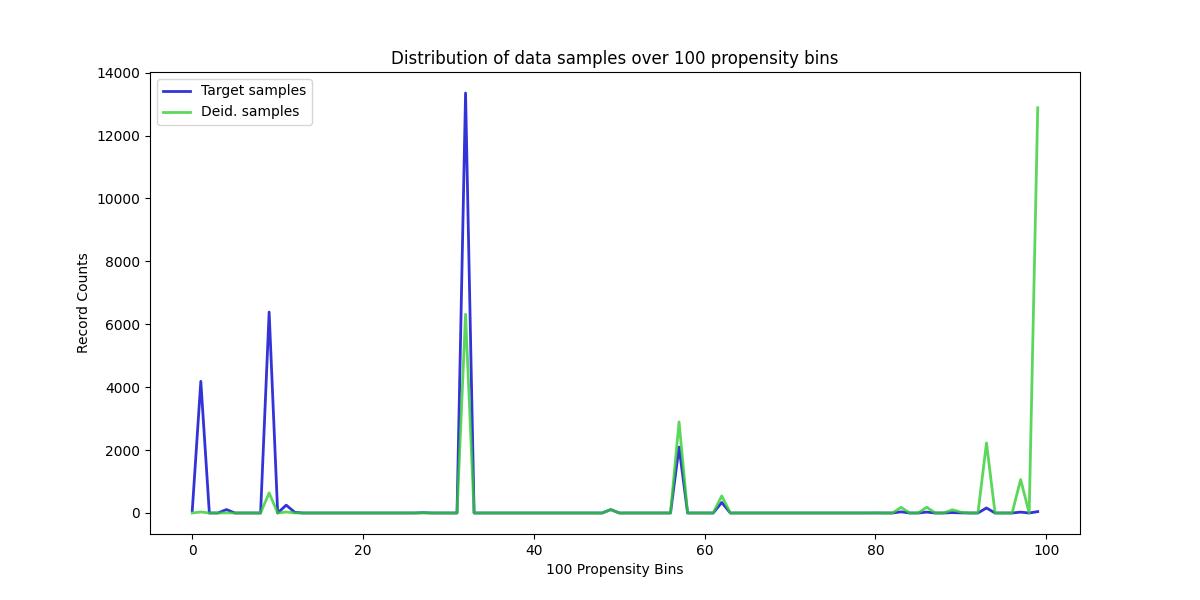 Distribution of data samples over 100 propensity bins
Target samples
Deid. samples
14000
12000
10000
8000
6000
4000
2000
0
Record Counts
0 20 40 60 80 100
100 Propensity Bins